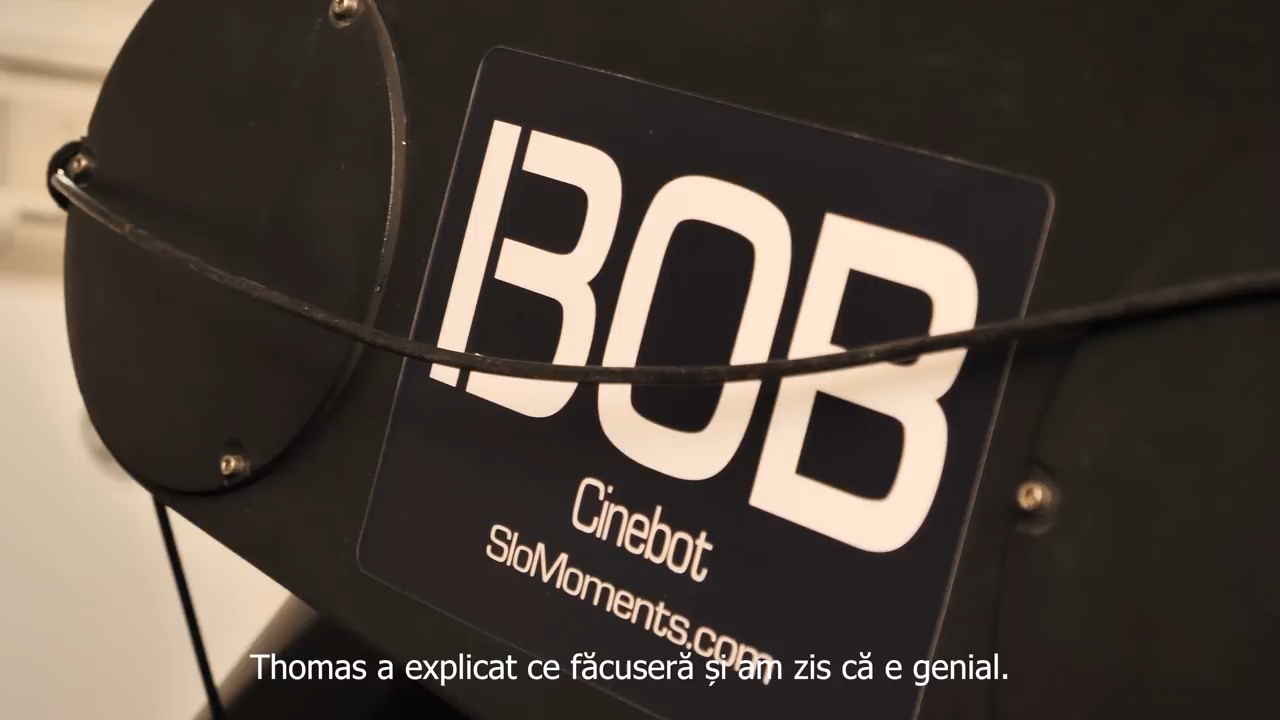 BOB
Cinebot
SloMoments.com
Thomas a explicat ce făcuseră și am zis că e genial.